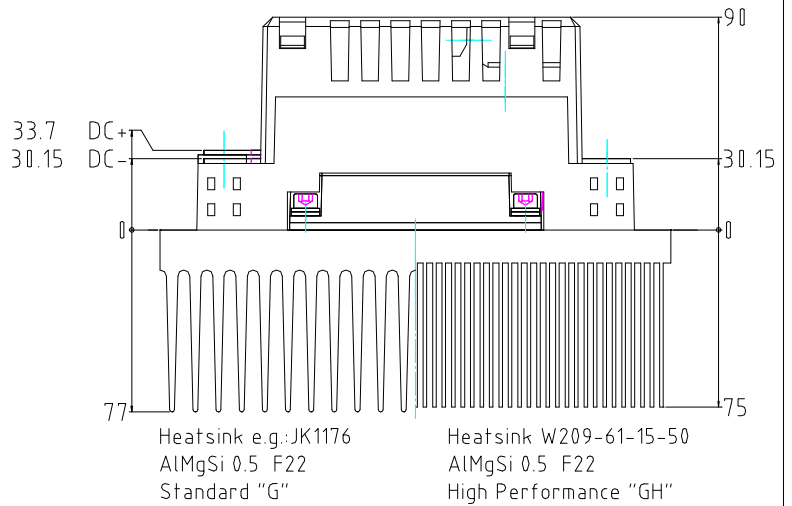 90
33.7 DC+
30.15 DC-
30.15
0
0
77
75
Heatsink e.g.:JK1176
AlMgSi 0.5 F22
Standard "G"
Heatsink W209-61-15-50
AlMgSi 0.5 F22
High Performance "GH"